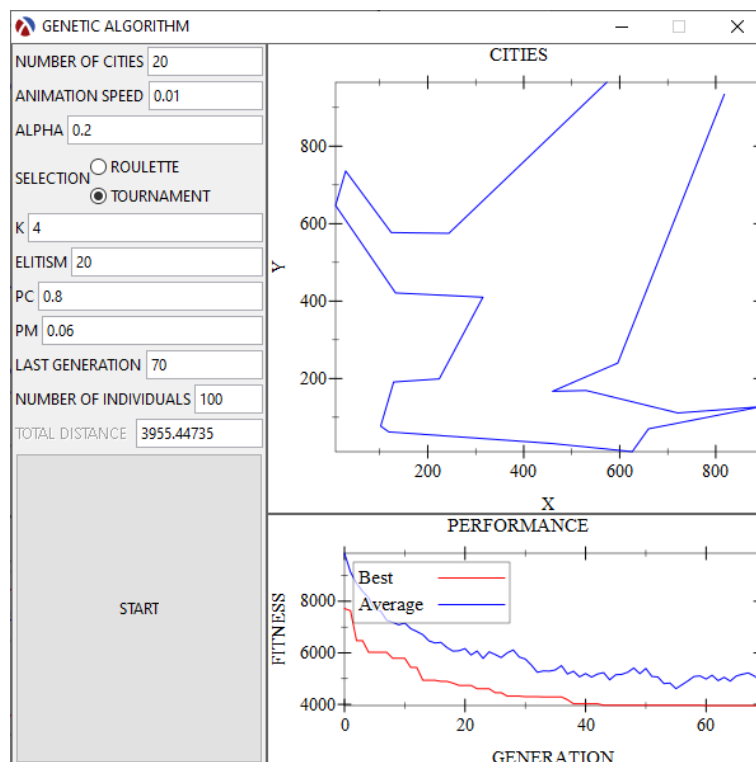 GENETIC ALGORITHM
NUMBER OF CITIES 20
ANIMATION SPEED 0.01
ALPHA 0.2
SELECTION
ROULETTE
TOURNAMENT
K 4
ELITISM 20
PC 0.8
PM 0.06
LAST GENERATION 70
NUMBER OF INDIVIDUALS 100
TOTAL DISTANCE 3955.44735
START
CITIES
800
600
Y
400
200
200 400 600 800
X
PERFORMANCE
Best
Average
FITNESS
8000
6000
4000
0 20 40 60
GENERATION